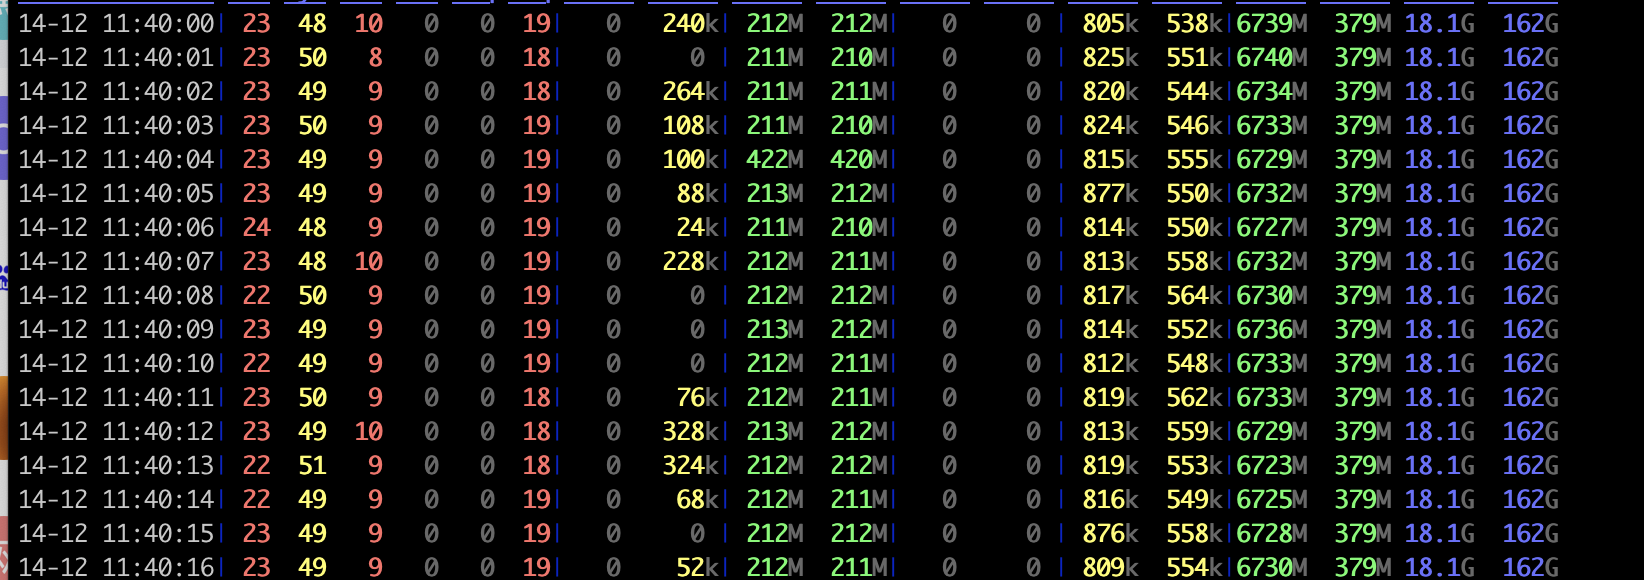 14-12 11:40:00| 23 48 10 0 0 19| 0 240k| 212M 212M| 0 0 | 805k 538k|6739M 379M 18.1G 162G
14-12 11:40:01| 23 50 8 0 0 18| 0 0 | 211M 210M| 0 0 | 825k 551k|6740M 379M 18.1G 162G
14-12 11:40:02| 23 49 9 0 0 18| 0 264k| 211M 211M| 0 0 | 820k 544k|6734M 379M 18.1G 162G
14-12 11:40:03| 23 50 9 0 0 19| 0 108k| 211M 210M| 0 0 | 824k 546k|6733M 379M 18.1G 162G
14-12 11:40:04| 23 49 9 0 0 19| 0 100k| 422M 420M| 0 0 | 815k 555k|6729M 379M 18.1G 162G
14-12 11:40:05| 23 49 9 0 0 19| 0 88k| 213M 212M| 0 0 | 877k 550k|6732M 379M 18.1G 162G
14-12 11:40:06| 24 48 9 0 0 19| 0 24k| 211M 210M| 0 0 | 814k 550k|6727M 379M 18.1G 162G
14-12 11:40:07| 23 48 10 0 0 19| 0 228k| 212M 211M| 0 0 | 813k 558k|6732M 379M 18.1G 162G
14-12 11:40:08| 22 50 9 0 0 19| 0 0 | 212M 212M| 0 0 | 817k 564k|6730M 379M 18.1G 162G
14-12 11:40:09| 23 49 9 0 0 19| 0 0 | 213M 212M| 0 0 | 814k 552k|6736M 379M 18.1G 162G
14-12 11:40:10| 22 49 9 0 0 19| 0 0 | 212M 211M| 0 0 | 812k 548k|6733M 379M 18.1G 162G
14-12 11:40:11| 23 50 9 0 0 18| 0 76k| 212M 211M| 0 0 | 819k 562k|6733M 379M 18.1G 162G
14-12 11:40:12| 23 49 10 0 0 18| 0 328k| 213M 212M| 0 0 | 813k 559k|6729M 379M 18.1G 162G
14-12 11:40:13| 22 51 9 0 0 18| 0 324k| 212M 212M| 0 0 | 819k 553k|6723M 379M 18.1G 162G
14-12 11:40:14| 22 49 9 0 0 19| 0 68k| 212M 211M| 0 0 | 816k 549k|6725M 379M 18.1G 162G
14-12 11:40:15| 23 49 9 0 0 19| 0 0 | 212M 211M| 0 0 | 876k 558k|6728M 379M 18.1G 162G
14-12 11:40:16| 23 49 9 0 0 19| 0 52k| 212M 211M| 0 0 | 809k 554k|6730M 379M 18.1G 162G